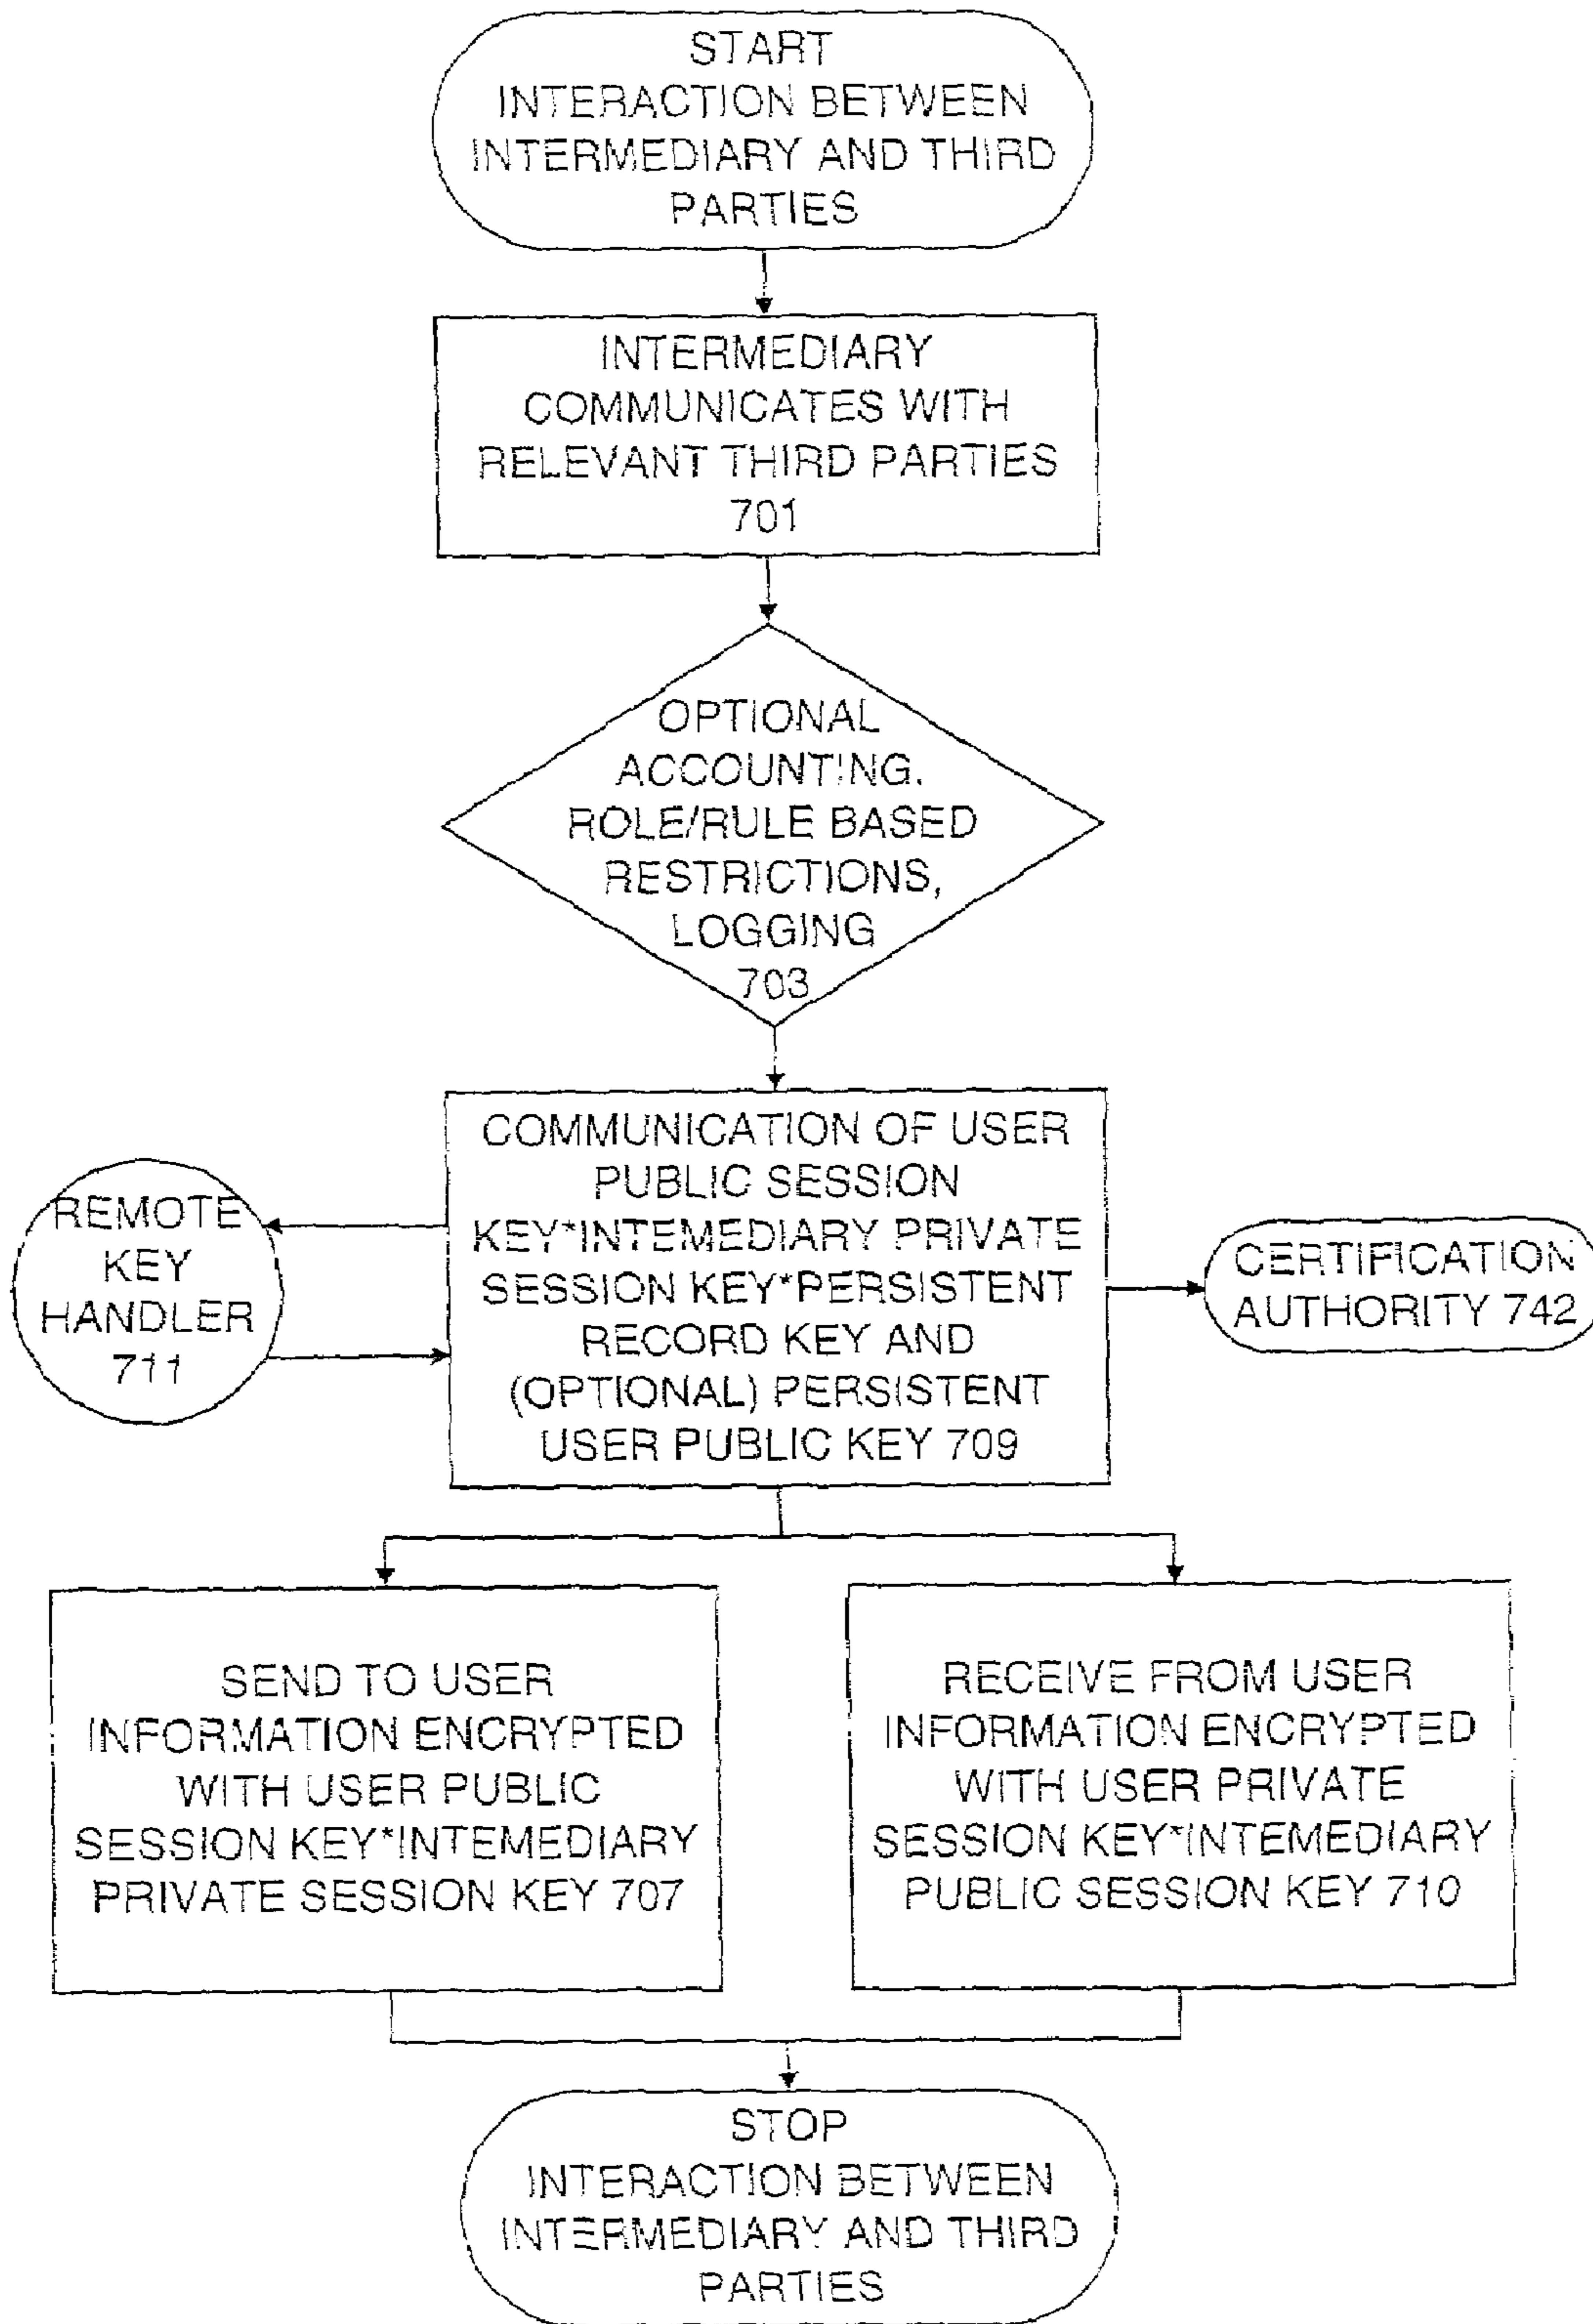 START
INTERACTION BETWEEN
INTERMEDIARY AND THIRD
PARTIES
INTERMEDIARY
COMMUNICATES WITH
RELEVANT THIRD PARTIES
701
OPTIONAL
ACCOUNTING.
ROLE/RULE BASED
RESTRICTIONS,
LOGGING
703
COMMUNICATION OF USER
PUBLIC SESSION
KEY*INTEMEDIARY PRIVATE
SESSION KEY*PERSISTENT
RECORD KEY AND
(OPTIONAL) PERSISTENT
USER PUBLIC KEY 709
REMOTE
KEY
HANDLER
711
CERTIFICATION
AUTHORITY 742
SEND TO USER
INFORMATION ENCRYPTED
WITH USER PUBLIC
SESSION KEY*INTEMEDIARY
PRIVATE SESSION KEY 707
RECEIVE FROM USER
INFORMATION ENCRYPTED
WITH USER PRIVATE
SESSION KEY*INTEMEDIARY
PUBLIC SESSION KEY 710
STOP
INTERACTION BETWEEN
INTERMEDIARY AND THIRD
PARTIES